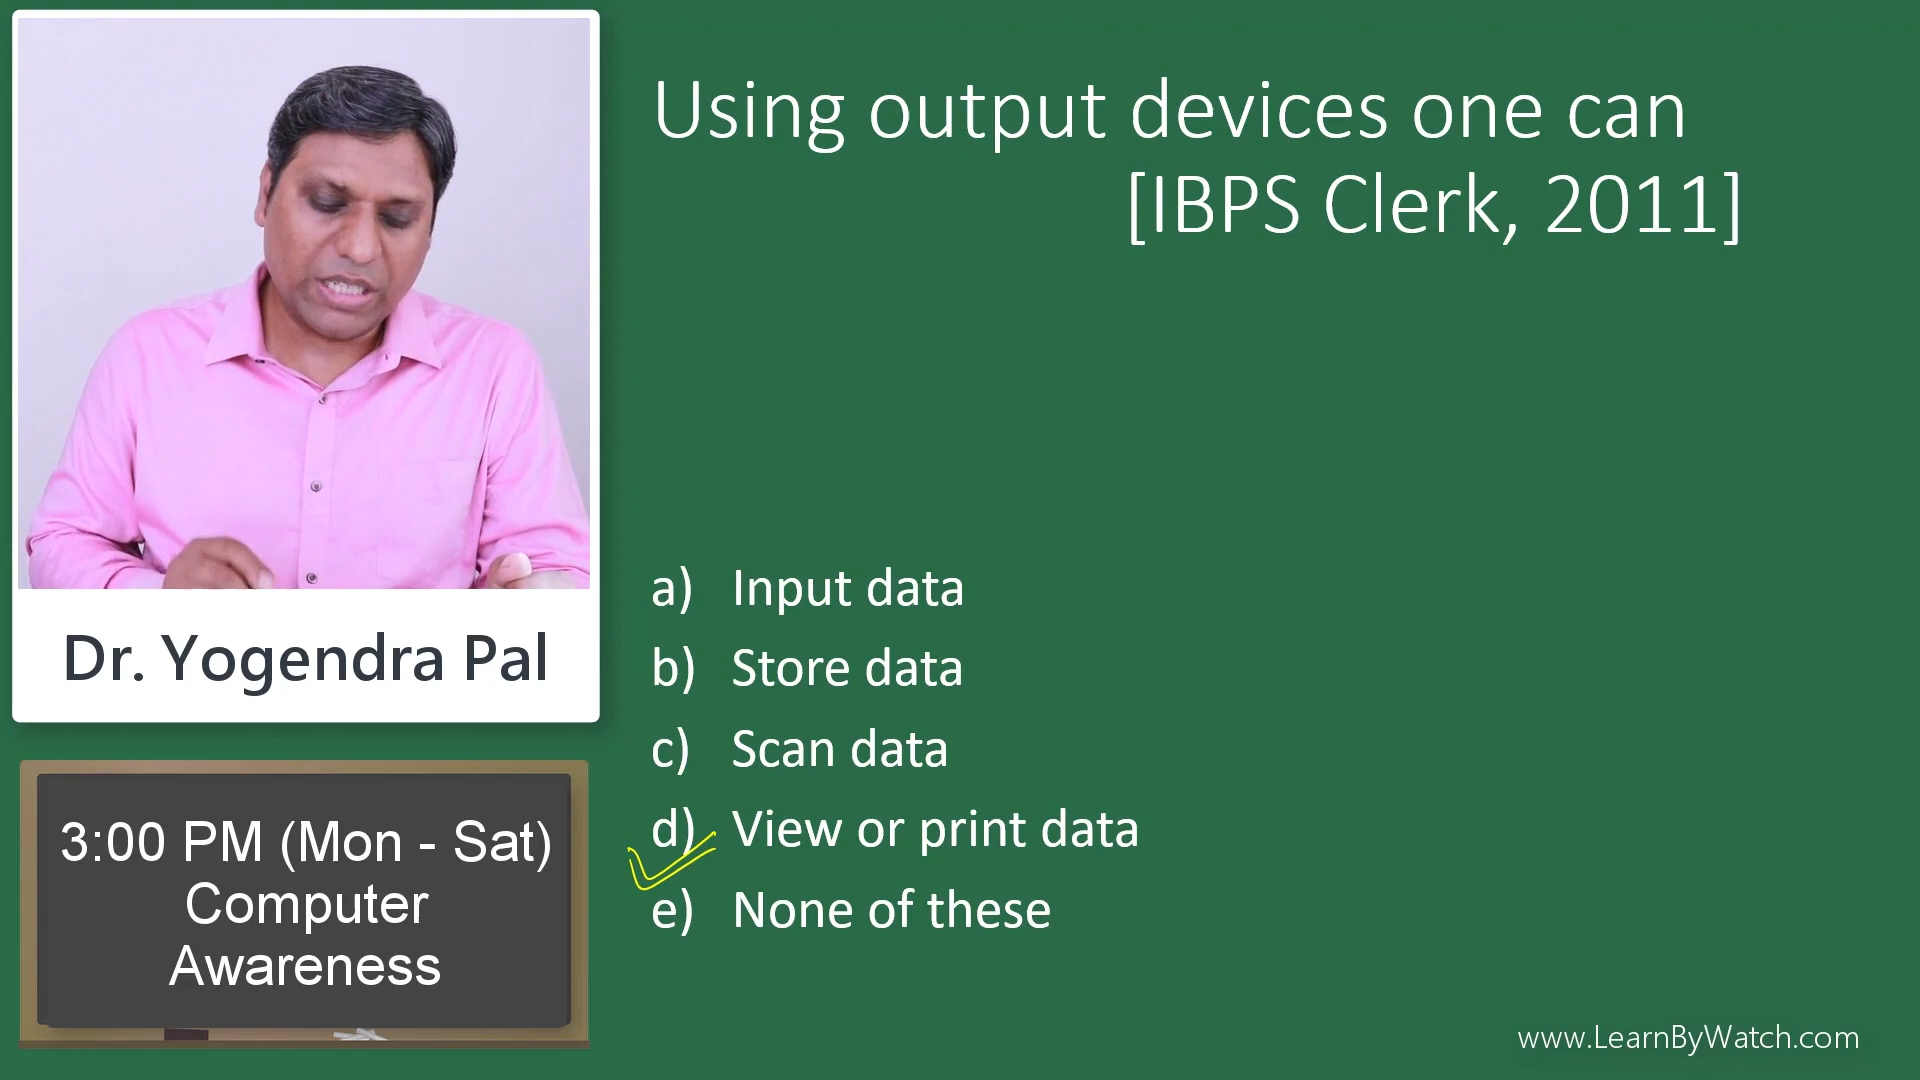 Using output devices one can
[IBPS Clerk, 2011]
a) Input data
b) Store data
c) Scan data
d) View or print data
e) None of these
Dr. Yogendra Pal
3:00 PM (Mon - Sat)
Computer
Awareness
www.LearnByWatch.com